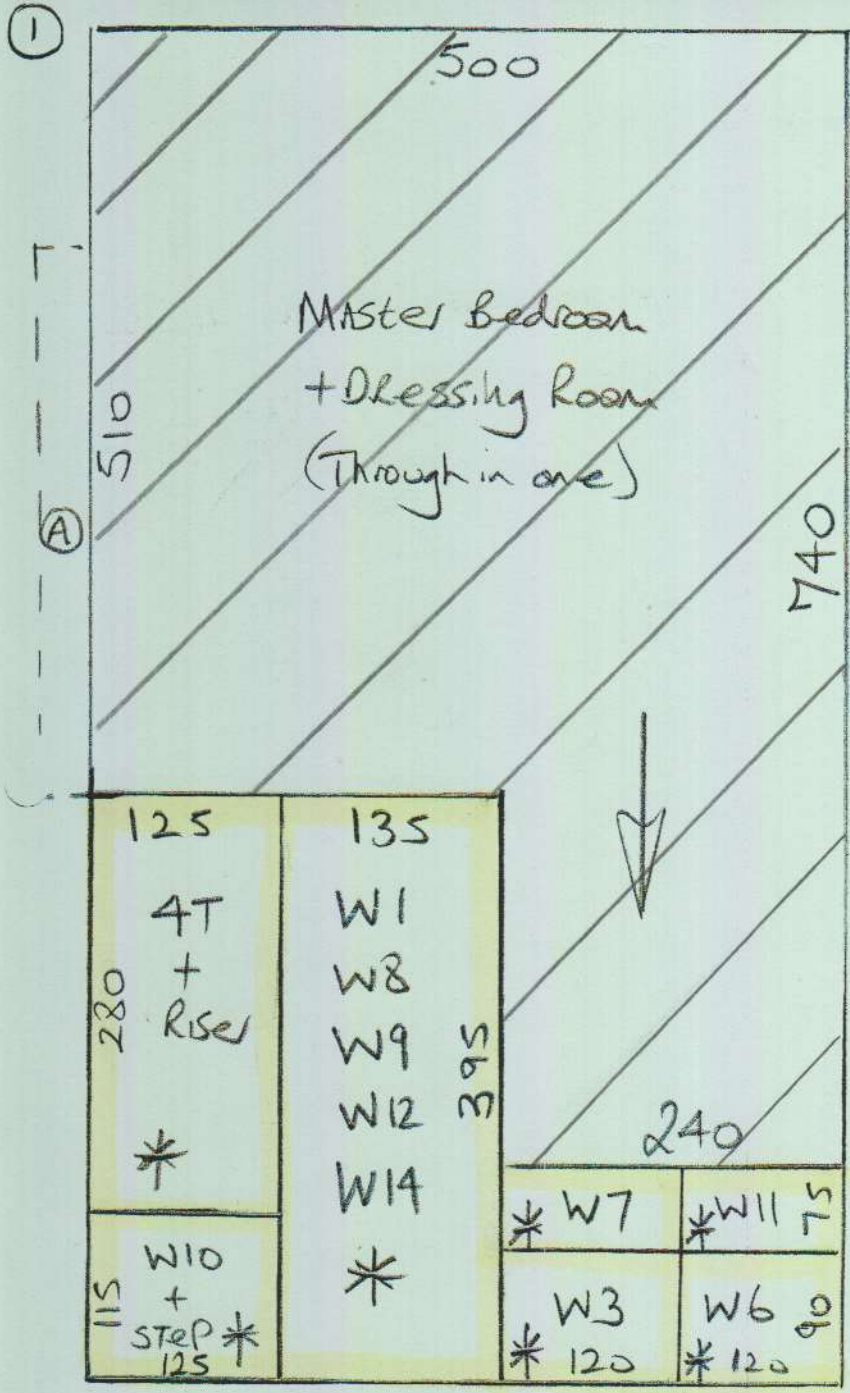 1
500
Master Bedroom
+ Dressing Room
(Through in one)
510
A
740
125
4T
+
Riser
280
*
135
W1
W8
W9
W12
W14
*
395
240
W10
+
STEP *
125
115
* W7
* W11
75
W3
* 120
W6
* 120
90